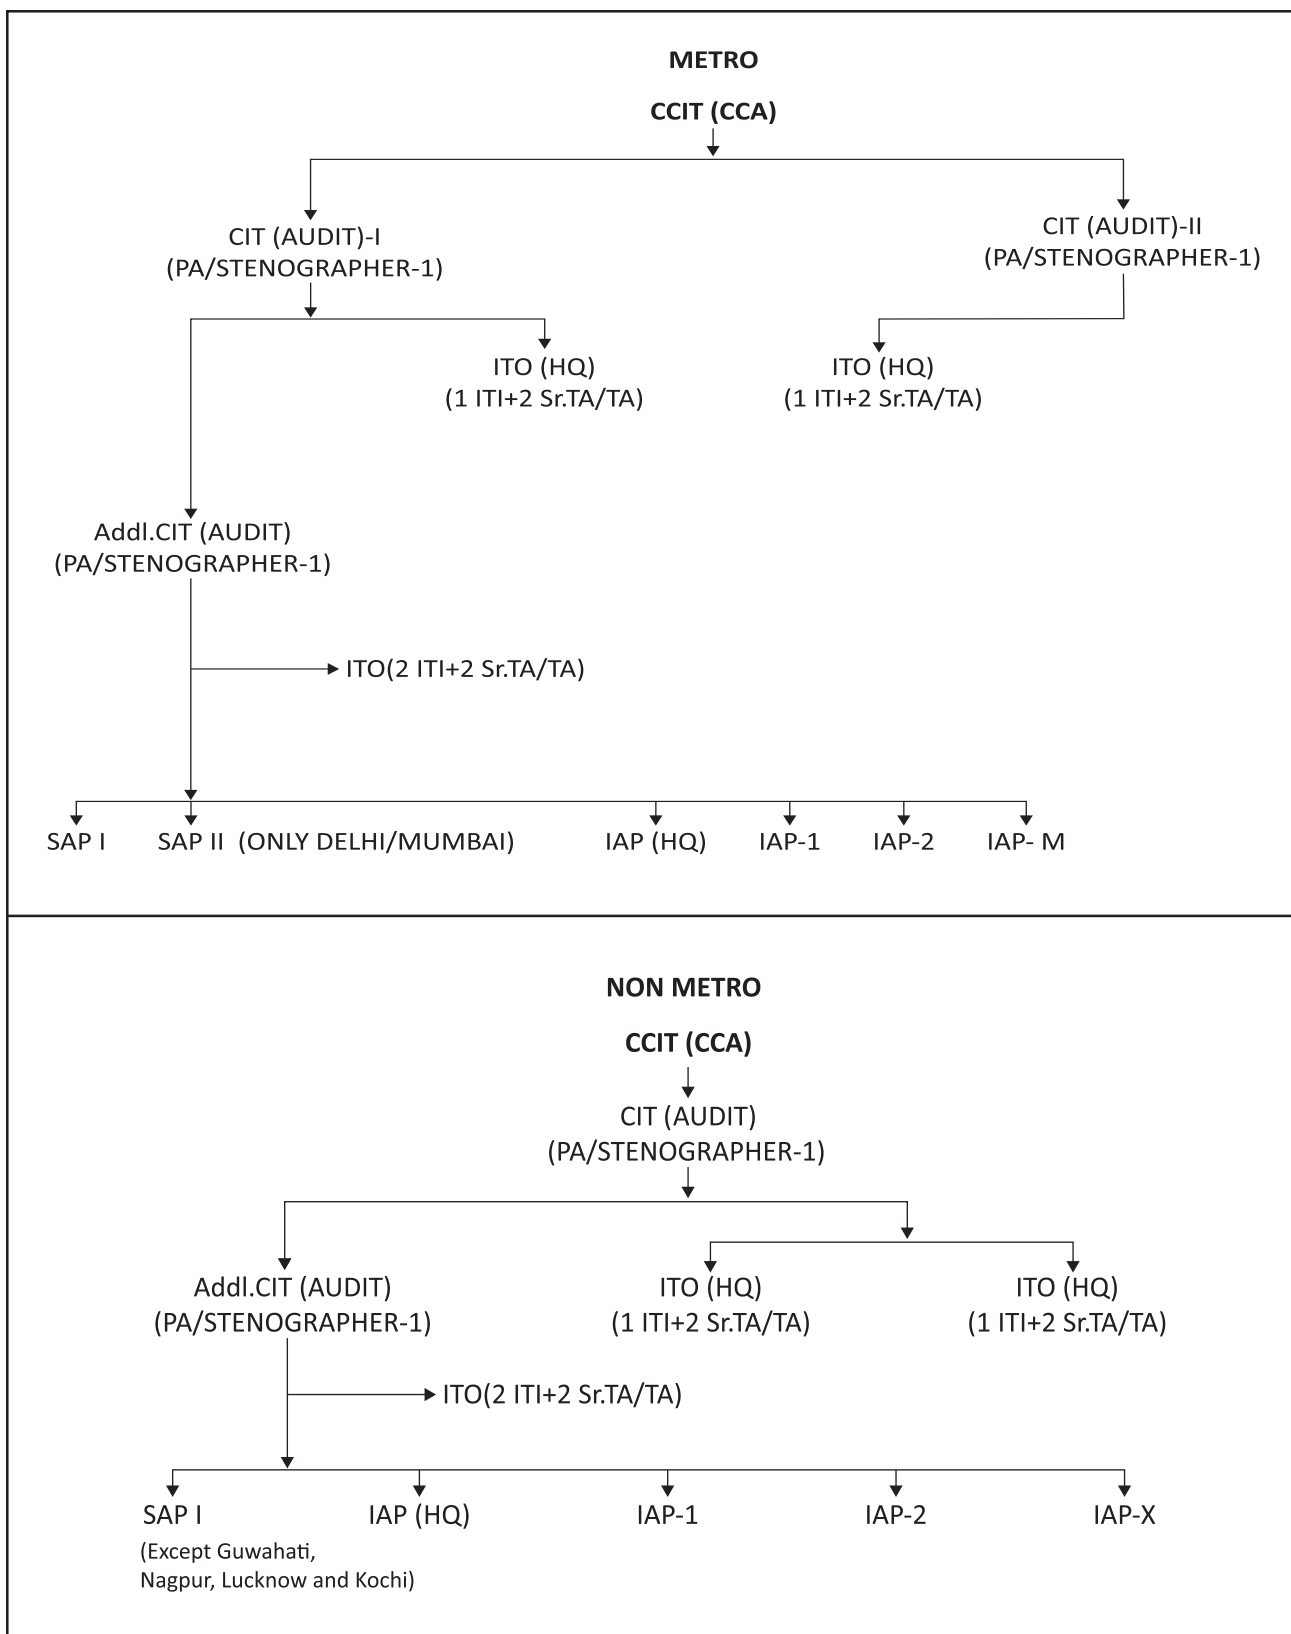 METRO
CCIT (CCA)
CIT (AUDIT)-I
(PA/STENOGRAPHER-1)
CIT (AUDIT)-II
(PA/STENOGRAPHER-1)
ITO (HQ)
(1 ITI+2 Sr.TA/TA)
ITO (HQ)
(1 ITI+2 Sr.TA/TA)
Addl.CIT (AUDIT)
(PA/STENOGRAPHER-1)
ITO(2 ITI+2 Sr.TA/TA)
SAP I
SAP II (ONLY DELHI/MUMBAI)
IAP (HQ)
IAP-1
IAP-2
IAP- M
NON METRO
CCIT (CCA)
CIT (AUDIT)
(PA/STENOGRAPHER-1)
Addl.CIT (AUDIT)
(PA/STENOGRAPHER-1)
ITO (HQ)
(1 ITI+2 Sr.TA/TA)
ITO (HQ)
(1 ITI+2 Sr.TA/TA)
ITO(2 ITI+2 Sr.TA/TA)
SAP I
(Except Guwahati,
Nagpur, Lucknow and Kochi)
IAP (HQ)
IAP-1
IAP-2
IAP-X